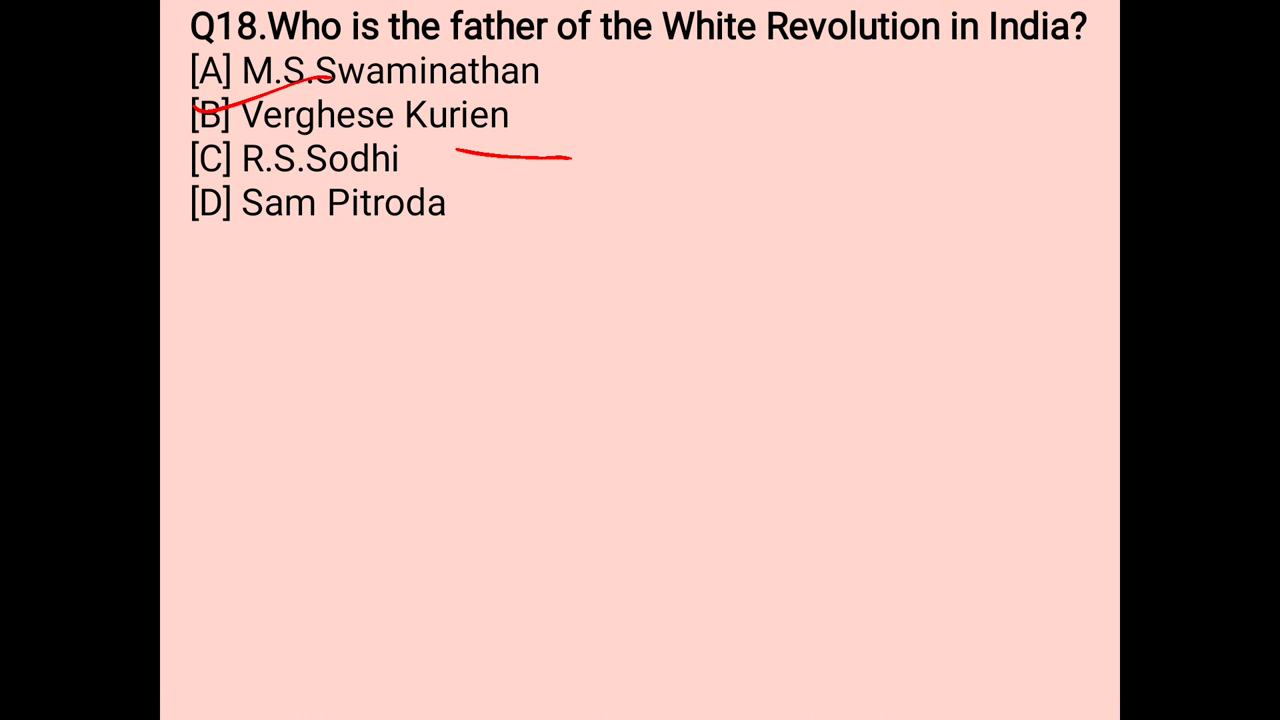 Q18.Who is the father of the White Revolution in India?
[A] M.S.Swaminathan
[B] Verghese Kurien
[C] R.S.Sodhi
[D] Sam Pitroda